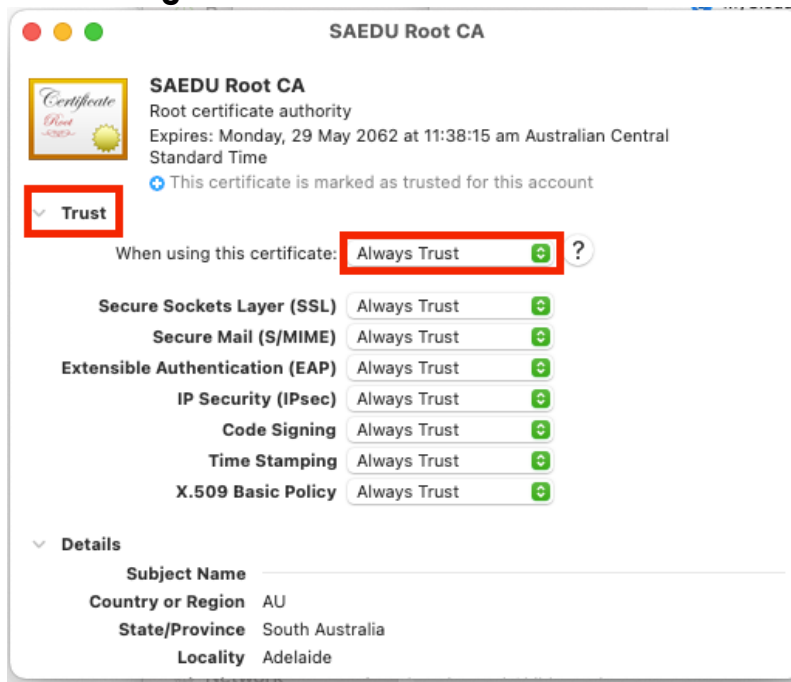 SAEDU Root CA
Certificate
Root
SAEDU Root CA
Root certificate authority
Expires: Monday, 29 May 2062 at 11:38:15 am Australian Central
Standard Time
This certificate is marked as trusted for this account
Trust
When using this certificate: Always Trust ?
Secure Sockets Layer (SSL) Always Trust
Secure Mail (S/MIME) Always Trust
Extensible Authentication (EAP) Always Trust
IP Security (IPsec) Always Trust
Code Signing Always Trust
Time Stamping Always Trust
X.509 Basic Policy Always Trust
Details
Subject Name
Country or Region AU
State/Province South Australia
Locality Adelaide